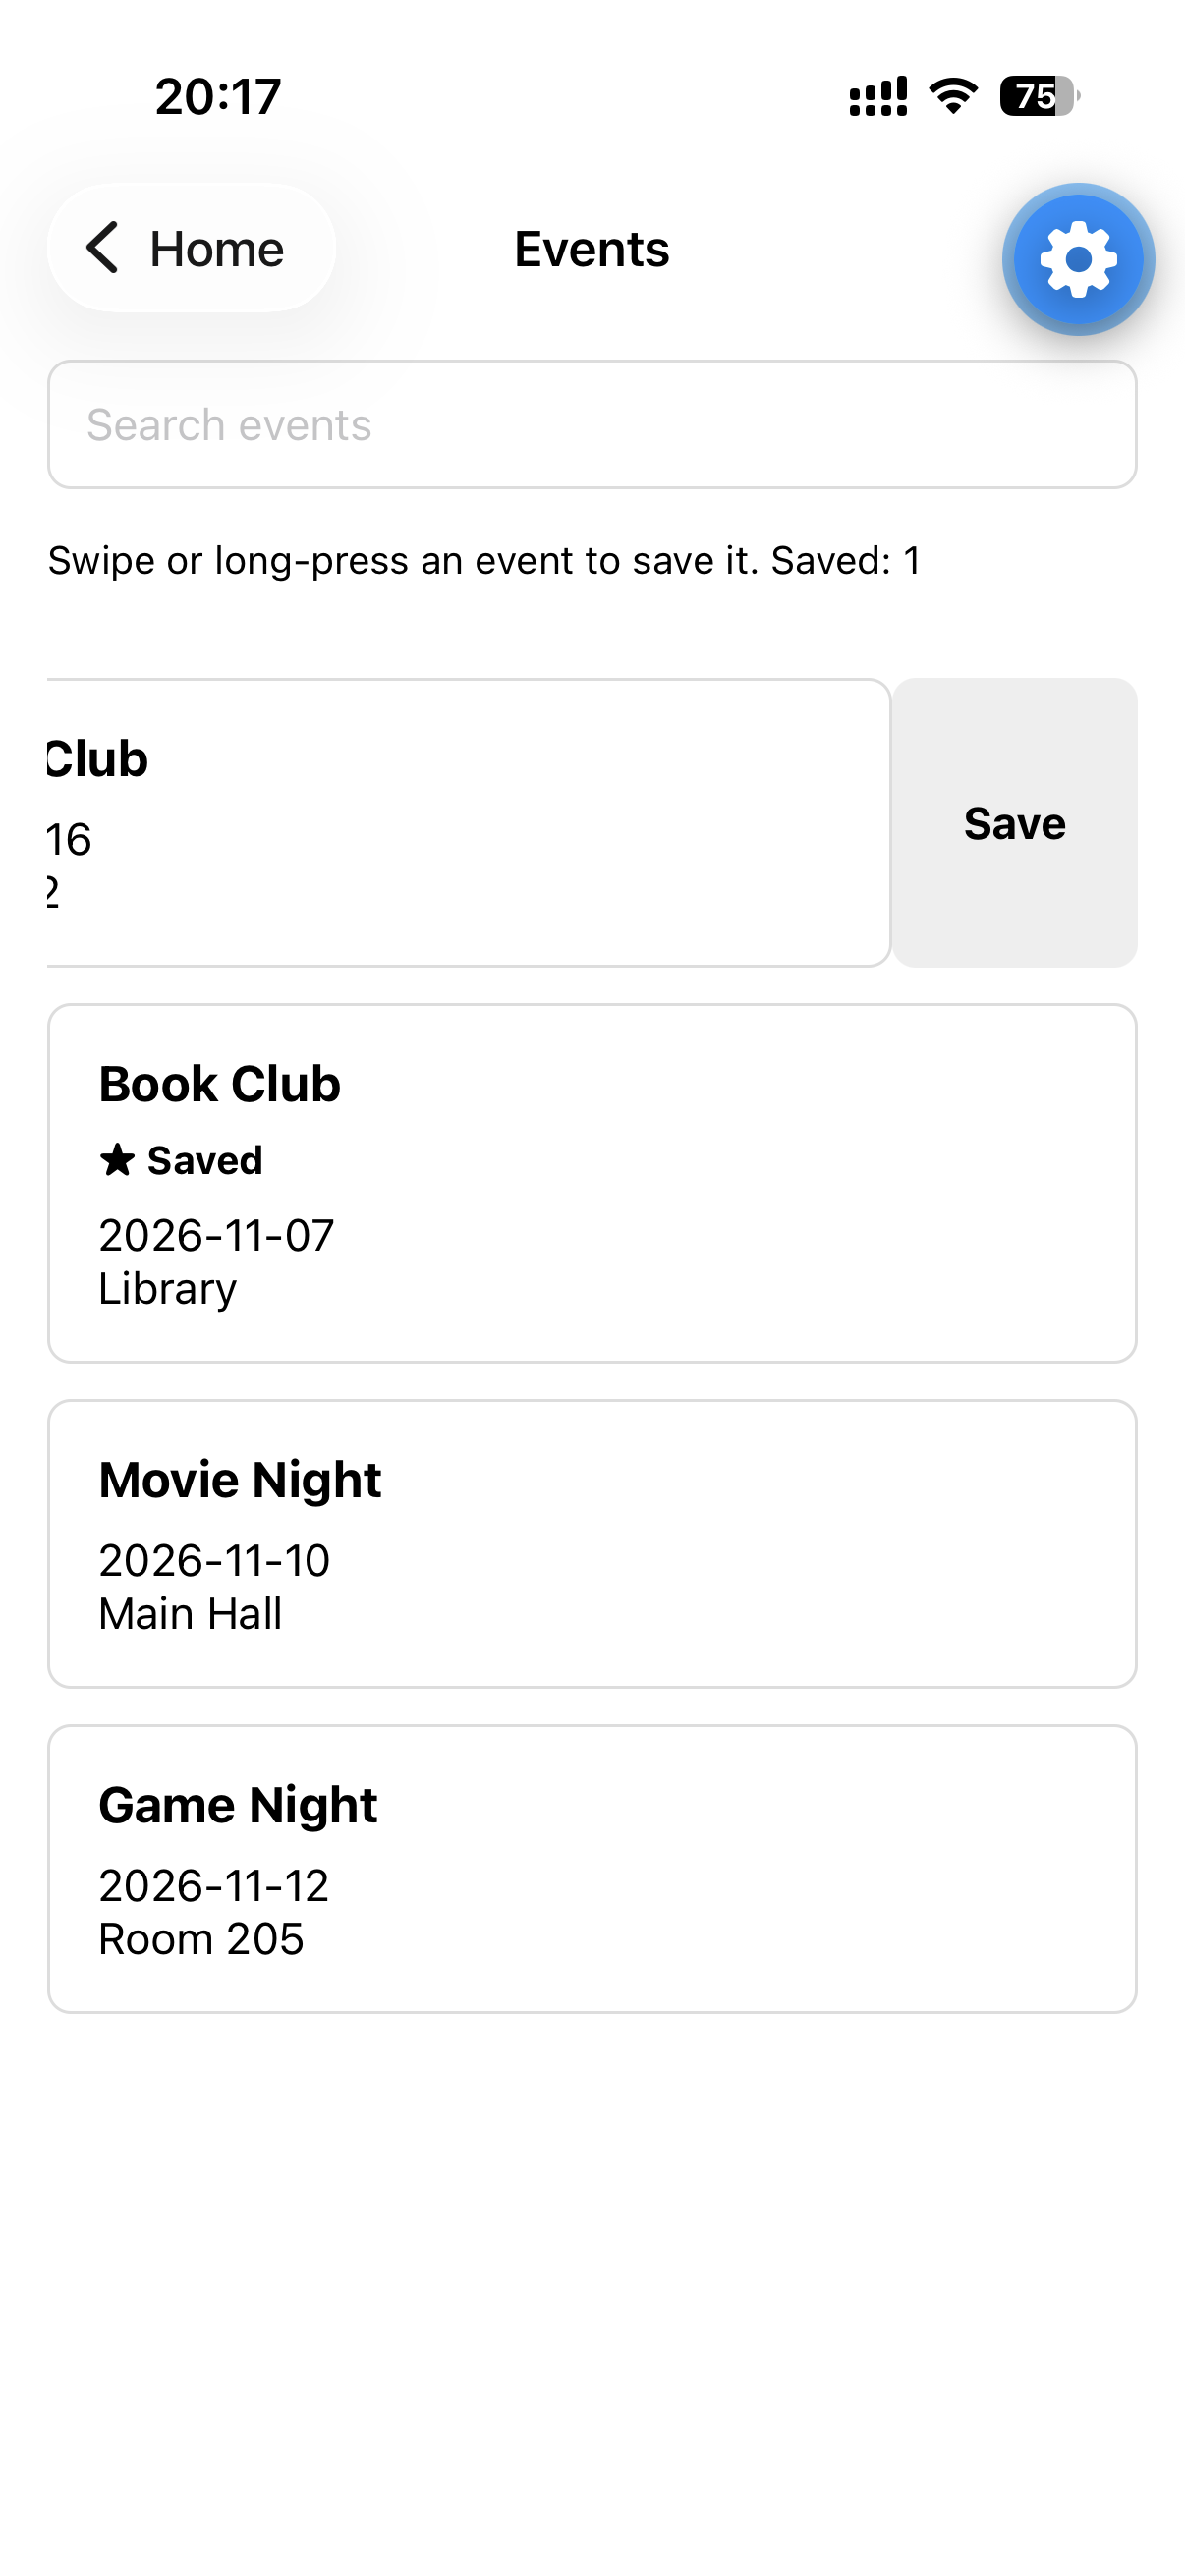 20:17
75
Home
Events
Search events
Swipe or long-press an event to save it. Saved: 1
Club
16
2
Save
Book Club
★ Saved
2026-11-07
Library
Movie Night
2026-11-10
Main Hall
Game Night
2026-11-12
Room 205